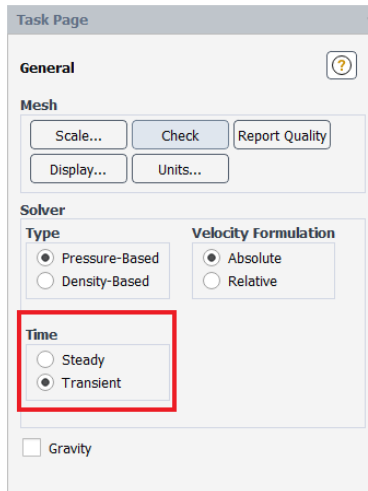 Task Page
General
?
Mesh
Scale... Check Report Quality
Display... Units...
Solver
Type Velocity Formulation
Pressure-Based Absolute
Density-Based Relative
Time
Steady
Transient
Gravity